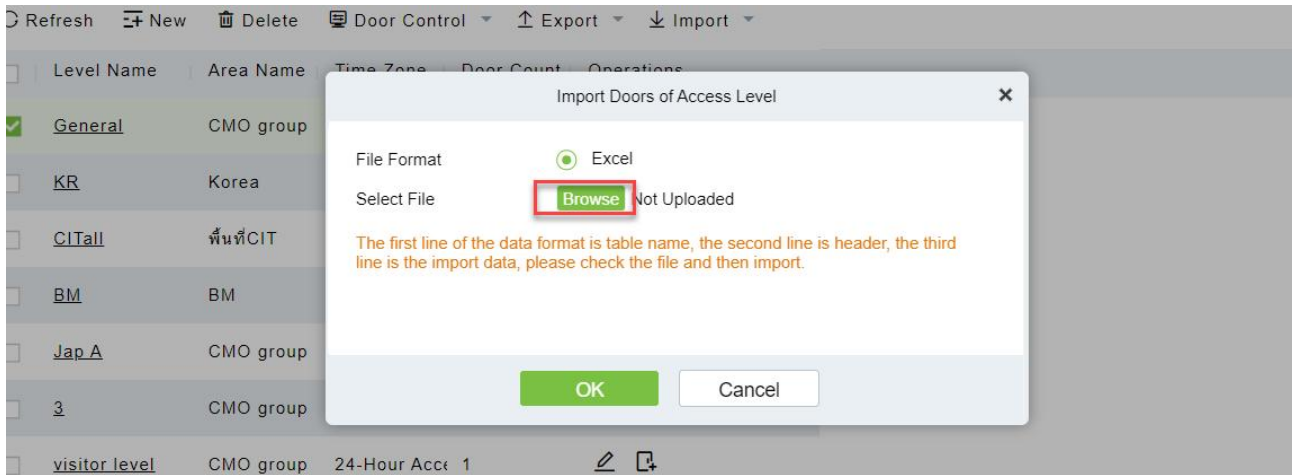 Refresh New Delete Door Control Export Import
Level Name Area Name Time Zone Door Count Operations
Import Doors of Access Level
General CMO group
File Format Excel
KR Korea
Select File Browse Not Uploaded
CITall พื้นที่CIT
The first line of the data format is table name, the second line is header, the third
line is the import data, please check the file and then import.
BM BM
Jap A CMO group
OK Cancel
3 CMO group
visitor level CMO group 24-Hour Acce 1